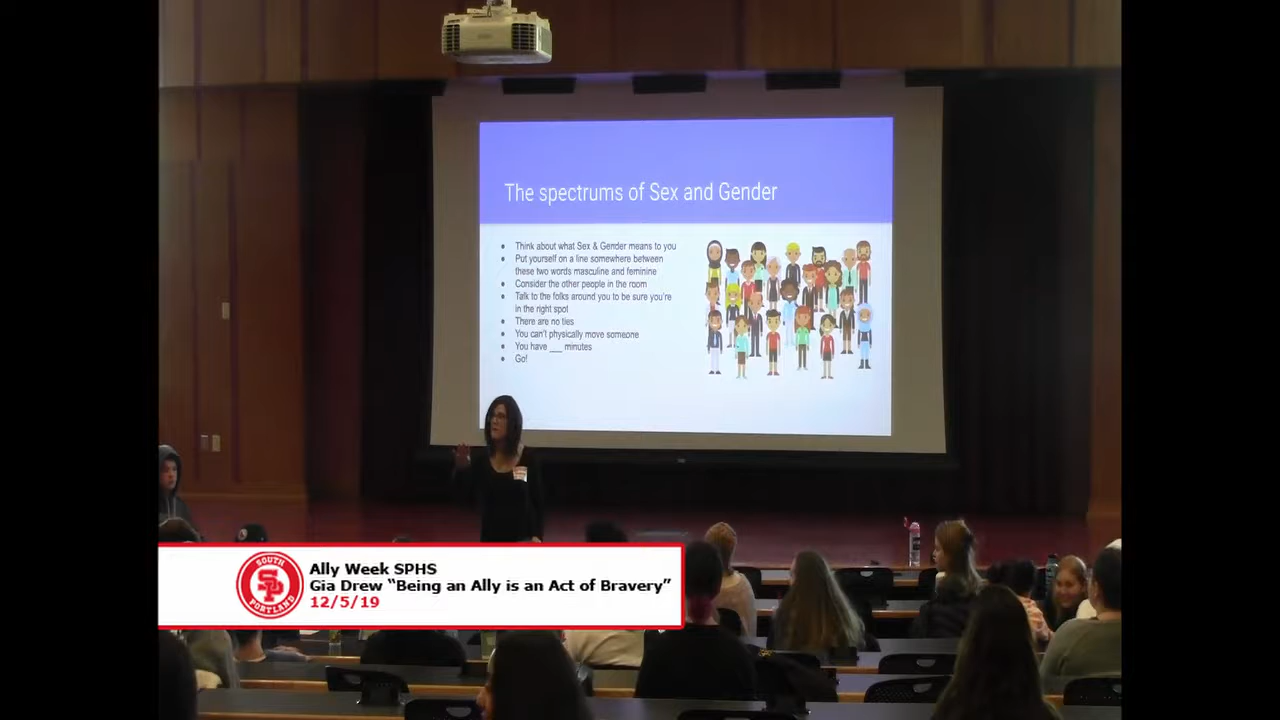 The spectrums of Sex and Gender
● Think about what Sex & Gender means to you
● Put yourself on a line somewhere between
these two words masculine and feminine
● Consider the other people in the room
● Talk to the folks around you to be sure you're
in the right spot
● There are no ties
● You can't physically move someone
● You have ___ minutes
● Go!
SOUTH
SP
PORTLAND
Ally Week SPHS
Gia Drew “Being an Ally is an Act of Bravery”
12/5/19